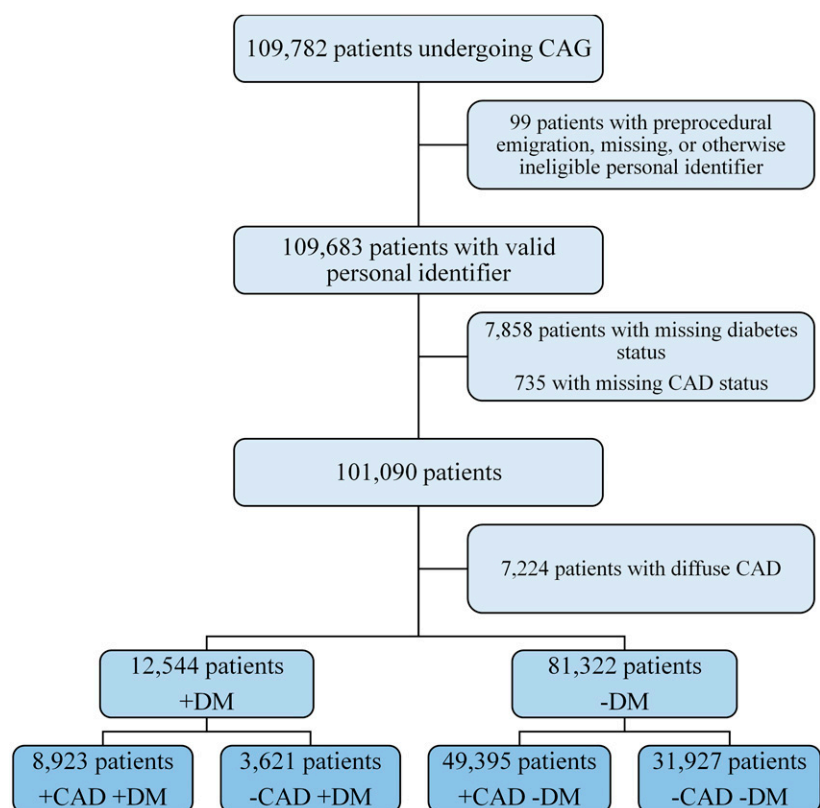 109,782 patients undergoing CAG
99 patients with preprocedural
emigration, missing, or otherwise
ineligible personal identifier
109,683 patients with valid
personal identifier
7,858 patients with missing diabetes
status
735 with missing CAD status
101,090 patients
7,224 patients with diffuse CAD
12,544 patients
+DM
81,322 patients
-DM
8,923 patients
+CAD +DM
3,621 patients
-CAD +DM
49,395 patients
+CAD -DM
31,927 patients
-CAD -DM